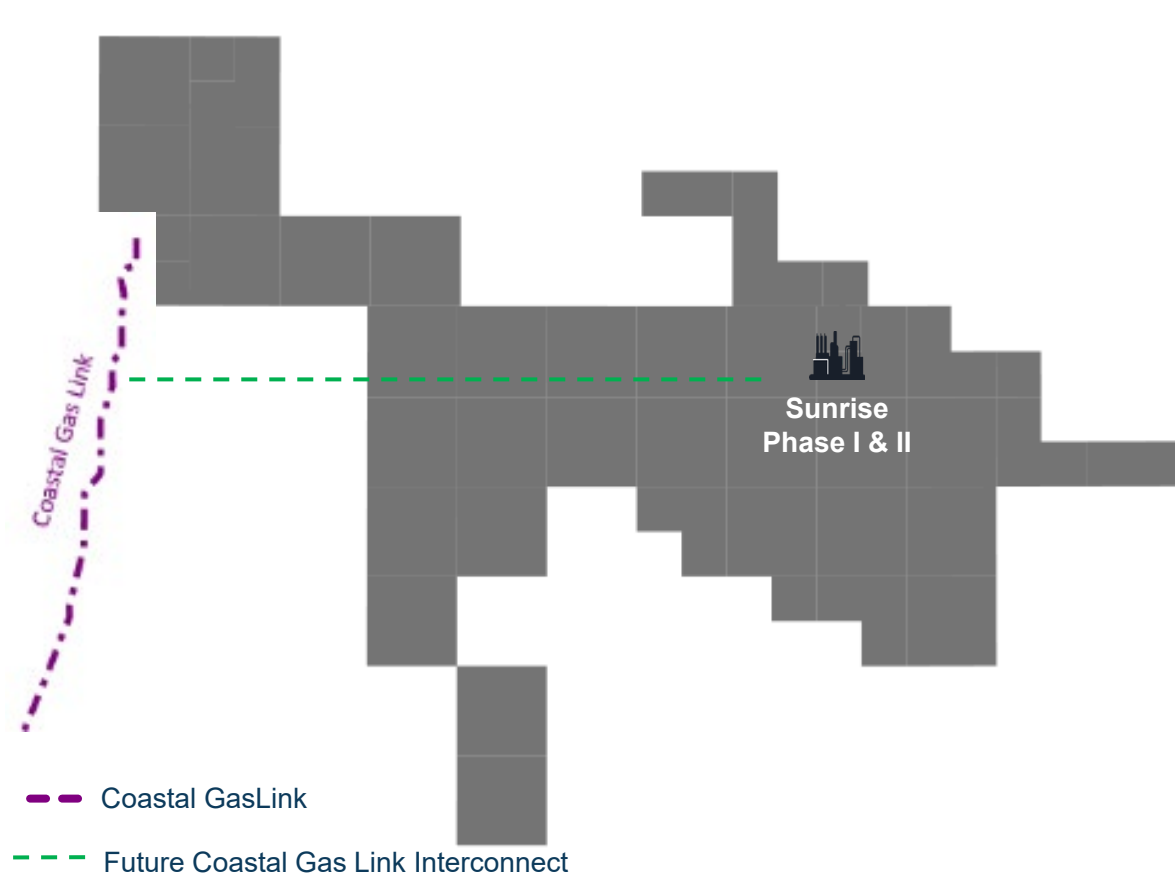 Coastal Gas Link
Sunrise
Phase I & II
Coastal GasLink
Future Coastal Gas Link Interconnect